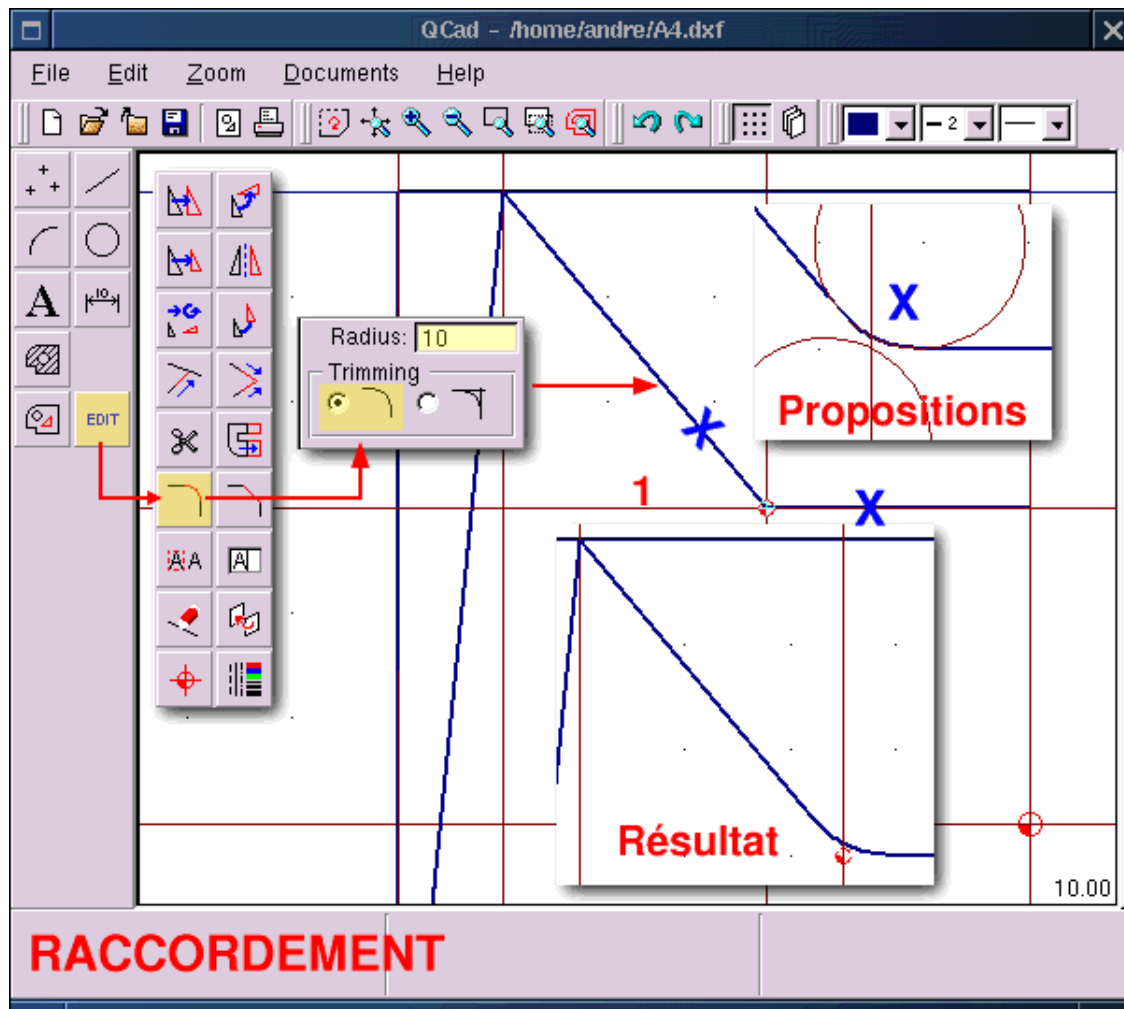 QCad - /home/andre/A4.dxf
File Edit Zoom Documents Help
2
A
10
EDIT
Radius: 10
Trimming
X
Propositions
X
1
X
A A
A
Résultat
10.00
RACCORDEMENT